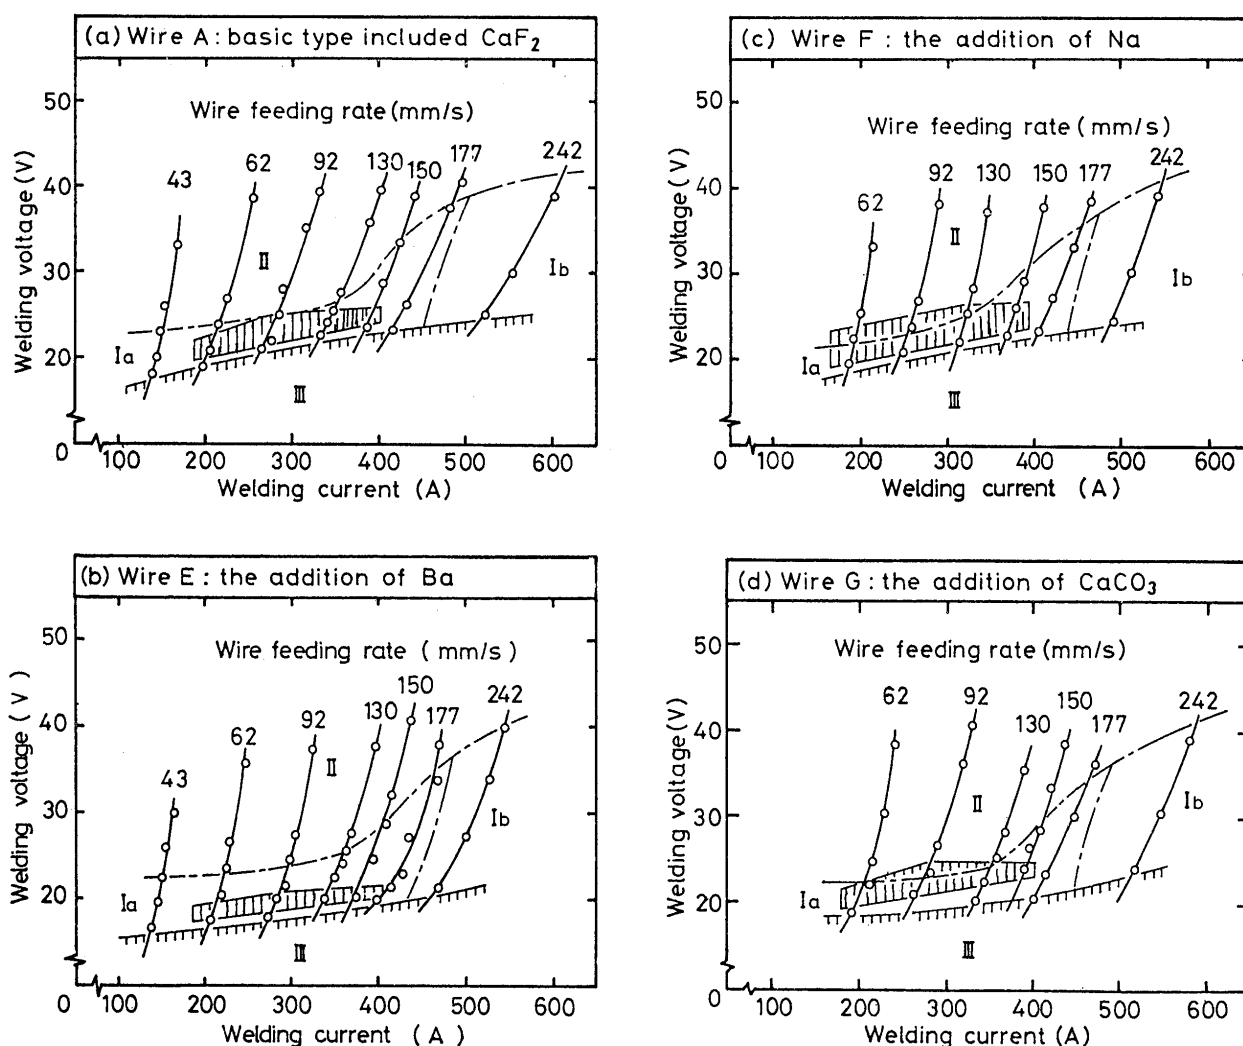 (a) Wire A : basic type included CaF₂
Wire feeding rate (mm/s)
43 62 92 130 150 177 242
50
40
30
20
0
Welding voltage (V)
II
Ia
Ib
III
100 200 300 400 500 600
Welding current (A)
(c) Wire F : the addition of Na
Wire feeding rate (mm/s)
62 92 130 150 177 242
50
40
30
20
0
Welding voltage (V)
II
Ia
Ib
III
100 200 300 400 500 600
Welding current (A)
(b) Wire E : the addition of Ba
Wire feeding rate (mm/s)
43 62 92 130 150 177 242
50
40
30
20
0
Welding voltage (V)
II
Ia
Ib
III
100 200 300 400 500 600
Welding current (A)
(d) Wire G : the addition of CaCO₃
Wire feeding rate (mm/s)
62 92 130 150 177 242
50
40
30
20
0
Welding voltage (V)
II
Ia
Ib
III
100 200 300 400 500 600
Welding current (A)